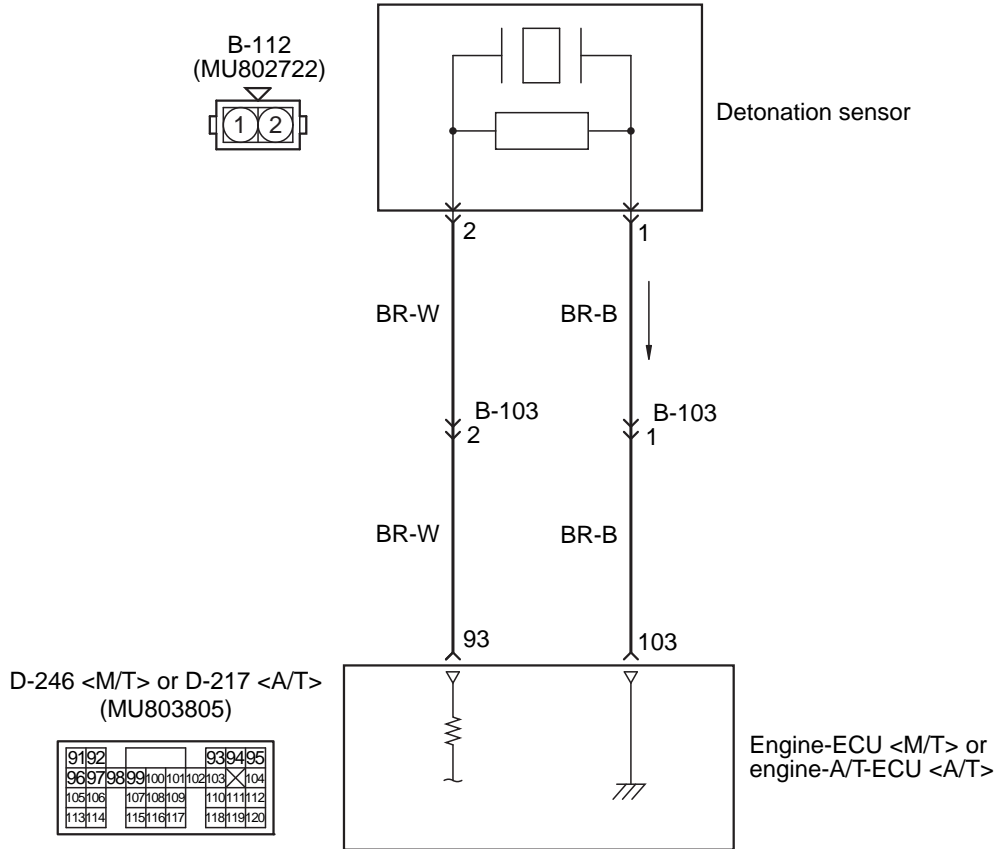 B-112
(MU802722)
1 2
Detonation sensor
2 1
BR-W BR-B
B-103 B-103
2 1
BR-W BR-B
93 103
D-246 <M/T> or D-217 <A/T>
(MU803805)
91 92 93 94 95
96 97 98 99 100 101 102 103 104
105 106 107 108 109 110 111 112
113 114 115 116 117 118 119 120
Engine-ECU <M/T> or
engine-A/T-ECU <A/T>